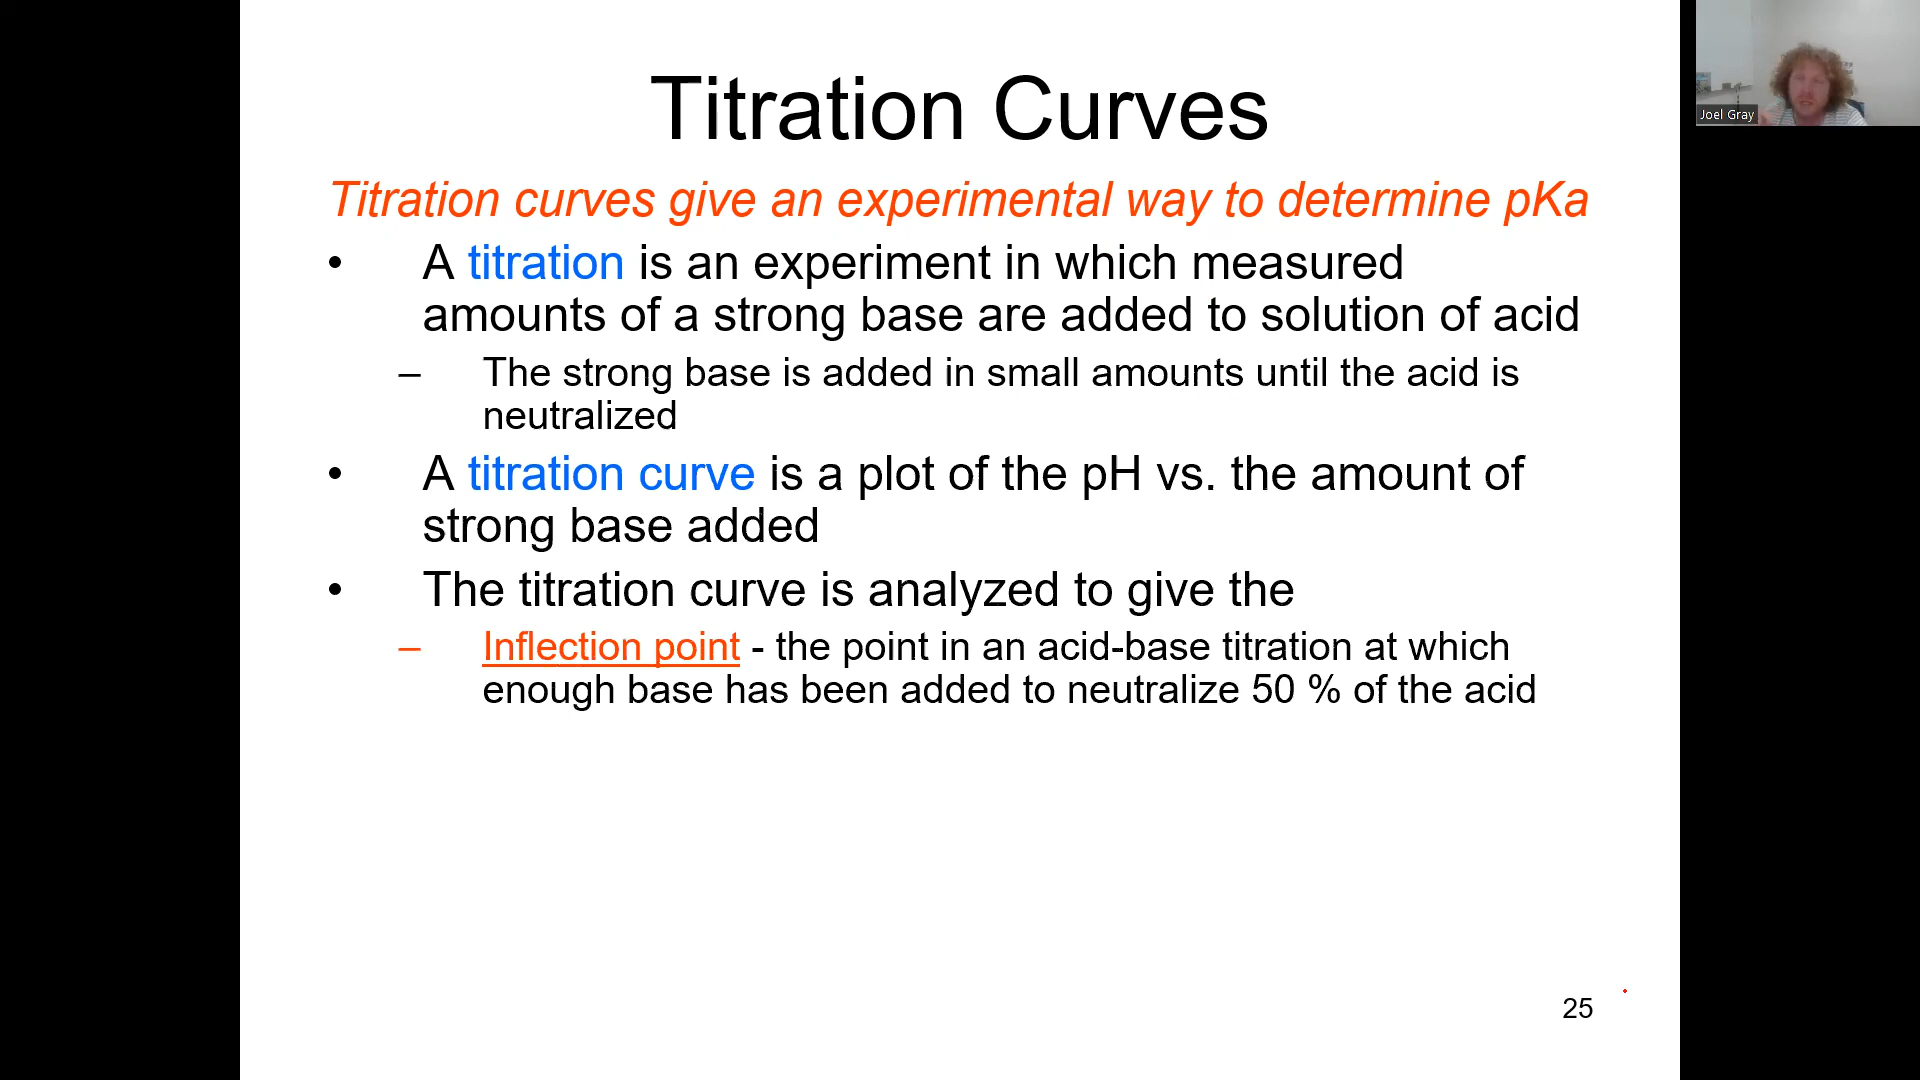 Titration Curves
Titration curves give an experimental way to determine pKa
• A titration is an experiment in which measured
amounts of a strong base are added to solution of acid
– The strong base is added in small amounts until the acid is
neutralized
• A titration curve is a plot of the pH vs. the amount of
strong base added
• The titration curve is analyzed to give the
– Inflection point - the point in an acid-base titration at which
enough base has been added to neutralize 50 % of the acid
25
Joel Gray